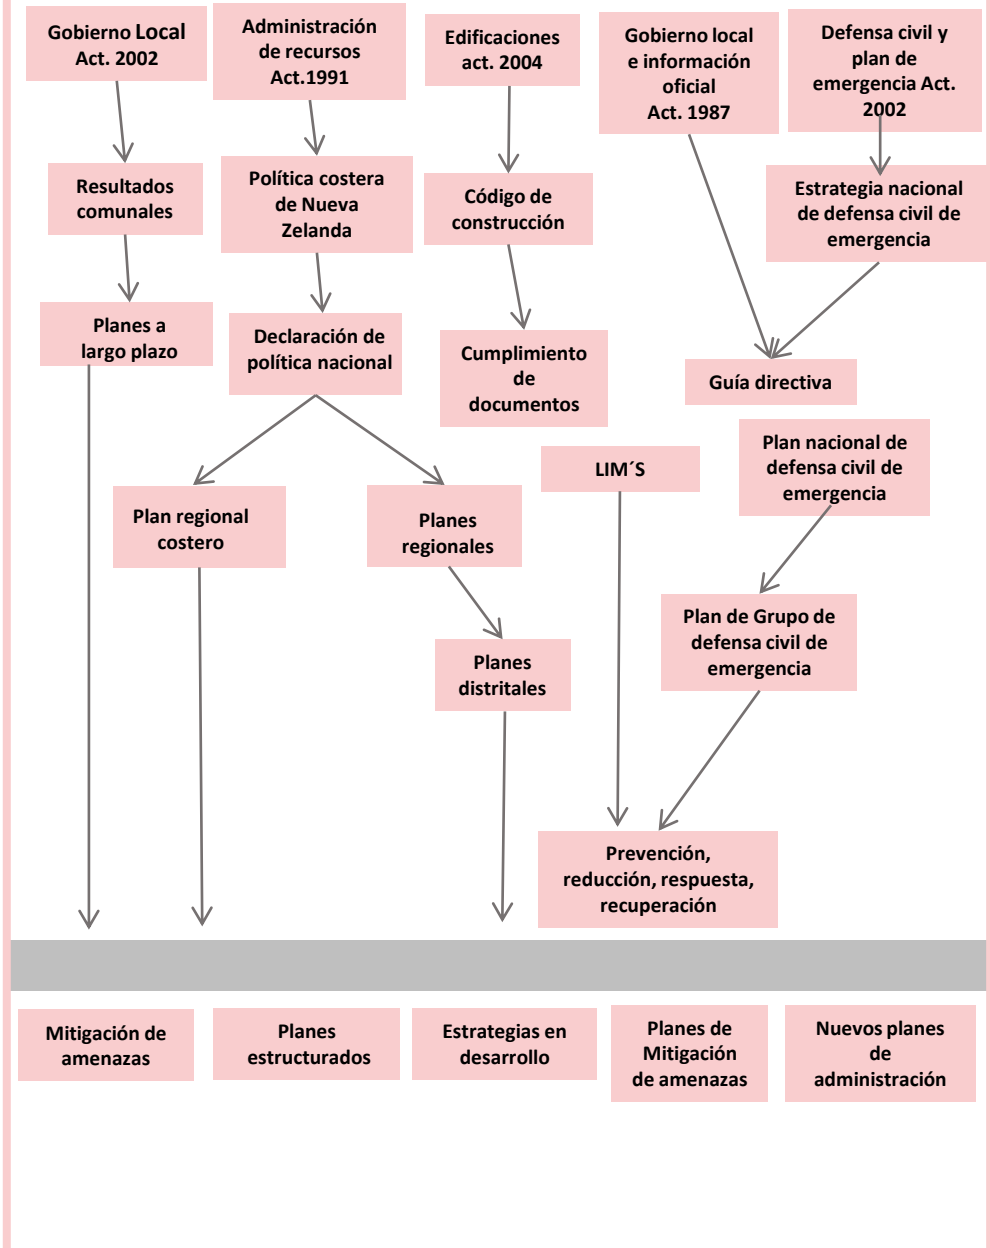 Gobierno Local
Act. 2002
Administración
de recursos
Act.1991
Edificaciones
act. 2004
Gobierno local
e información
oficial
Act. 1987
Defensa civil y
plan de
emergencia Act.
2002
Resultados
comunales
Política costera
de Nueva
Zelanda
Código de
construcción
Estrategia nacional
de defensa civil de
emergencia
Planes a
largo plazo
Declaración de
política nacional
Cumplimiento
de
documentos
Guía directiva
LIM´S
Plan nacional de
defensa civil de
emergencia
Plan regional
costero
Planes
regionales
Plan de Grupo de
defensa civil de
emergencia
Planes
distritales
Prevención,
reducción, respuesta,
recuperación
Mitigación de
amenazas
Planes
estructurados
Estrategias en
desarrollo
Planes de
Mitigación
de amenazas
Nuevos planes
de
administración